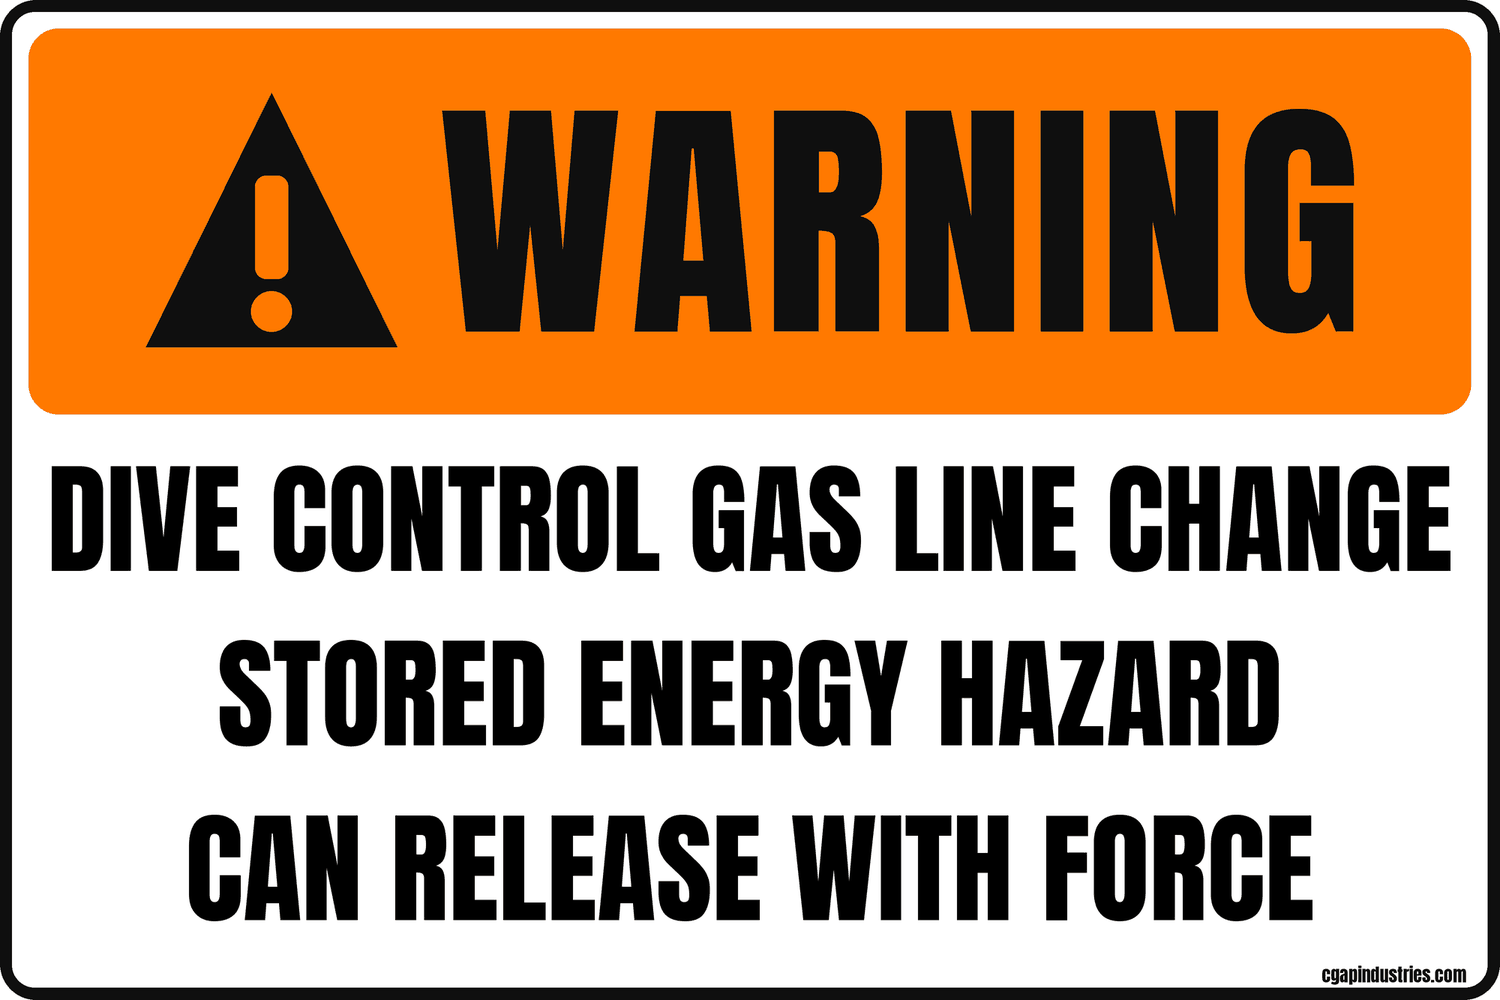 WARNING
DIVE CONTROL GAS LINE CHANGE
STORED ENERGY HAZARD
CAN RELEASE WITH FORCE
cgapindustries.com